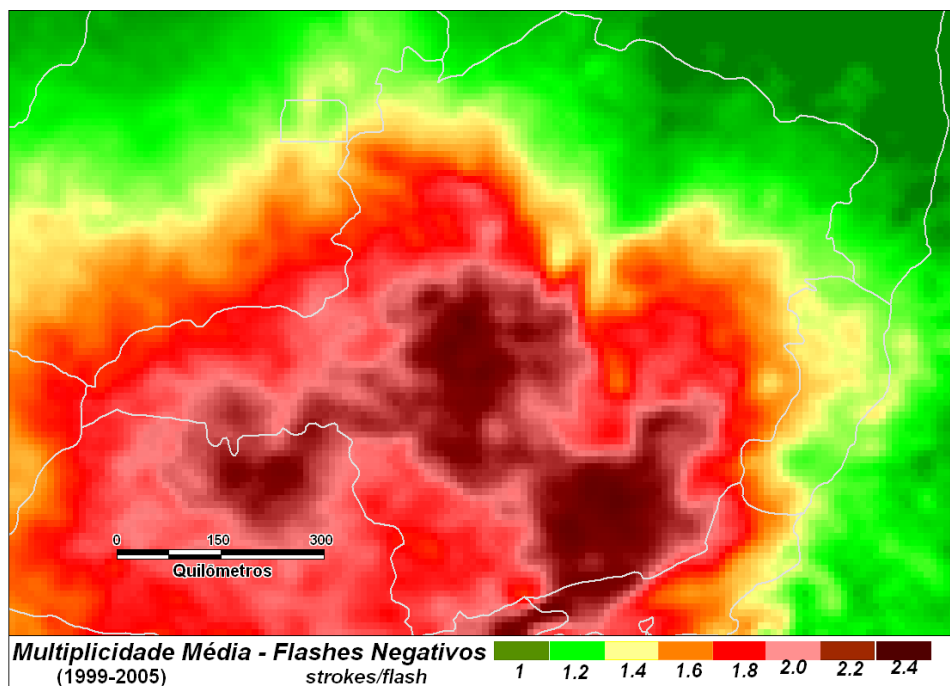 0 150 300
Quilômetros
Multiplicidade Média - Flashes Negativos
(1999-2005) strokes/flash
1 1.2 1.4 1.6 1.8 2.0 2.2 2.4